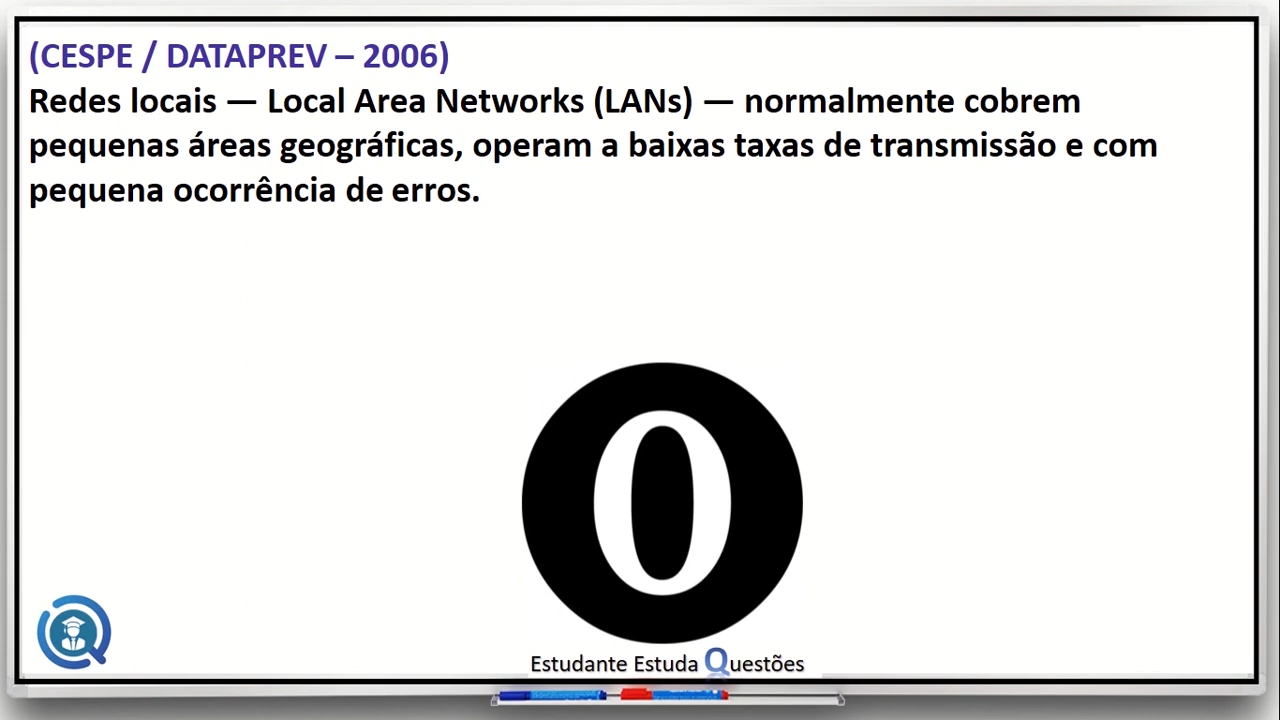 (CESPE / DATAPREV – 2006)
Redes locais — Local Area Networks (LANs) — normalmente cobrem
pequenas áreas geográficas, operam a baixas taxas de transmissão e com
pequena ocorrência de erros.
0
Estudante Estuda Questões